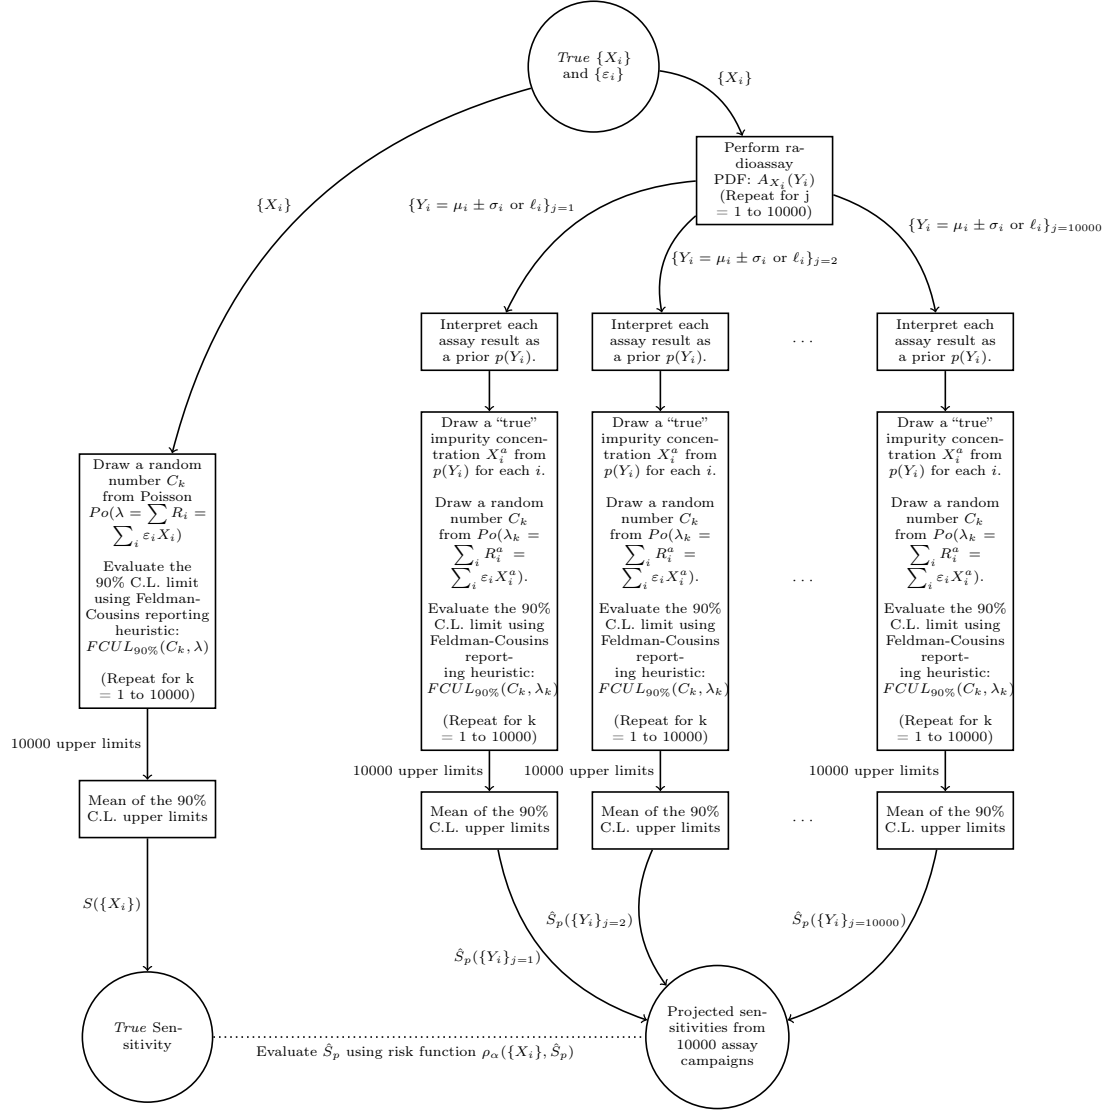 True {X_i}
and {ε_i}
{X_i}
{X_i}
Perform ra-
dioassay
PDF: A_{X_i}(Y_i)
(Repeat for j
= 1 to 10000)
{Y_i = μ_i ± σ_i or ℓ_i}_{j=1}
{Y_i = μ_i ± σ_i or ℓ_i}_{j=2}
{Y_i = μ_i ± σ_i or ℓ_i}_{j=10000}
Interpret each
assay result as
a prior p(Y_i).
Interpret each
assay result as
a prior p(Y_i).
. . .
Interpret each
assay result as
a prior p(Y_i).
Draw a random
number C_k
from Poisson
Po(λ = ∑ R_i =
∑_i ε_i X_i)
Evaluate the
90% C.L. limit
using Feldman-
Cousins reporting
heuristic:
FCUL_{90%}(C_k, λ)
(Repeat for k
= 1 to 10000)
Draw a “true”
impurity concen-
tration X_i^a from
p(Y_i) for each i.
Draw a random
number C_k
from Po(λ_k =
∑_i R_i^a =
∑_i ε_i X_i^a).
Evaluate the 90%
C.L. limit using
Feldman-Cousins
report-
ing heuristic:
FCUL_{90%}(C_k, λ_k)
(Repeat for k
= 1 to 10000)
Draw a “true”
impurity concen-
tration X_i^a from
p(Y_i) for each i.
Draw a random
number C_k
from Po(λ_k =
∑_i R_i^a =
∑_i ε_i X_i^a).
Evaluate the 90%
C.L. limit using
Feldman-Cousins
report-
ing heuristic:
FCUL_{90%}(C_k, λ_k)
(Repeat for k
= 1 to 10000)
. . .
Draw a “true”
impurity concen-
tration X_i^a from
p(Y_i) for each i.
Draw a random
number C_k
from Po(λ_k =
∑_i R_i^a =
∑_i ε_i X_i^a).
Evaluate the 90%
C.L. limit using
Feldman-Cousins
report-
ing heuristic:
FCUL_{90%}(C_k, λ_k)
(Repeat for k
= 1 to 10000)
10000 upper limits
10000 upper limits
10000 upper limits
10000 upper limits
Mean of the 90%
C.L. upper limits
Mean of the 90%
C.L. upper limits
Mean of the 90%
C.L. upper limits
. . .
Mean of the 90%
C.L. upper limits
S({X_i})
Ŝ_p({Y_i}_{j=1})
Ŝ_p({Y_i}_{j=2})
Ŝ_p({Y_i}_{j=10000})
True Sen-
sitivity
Evaluate Ŝ_p using risk function ρ_α({X_i}, Ŝ_p)
Projected sen-
sitivities from
10000 assay
campaigns